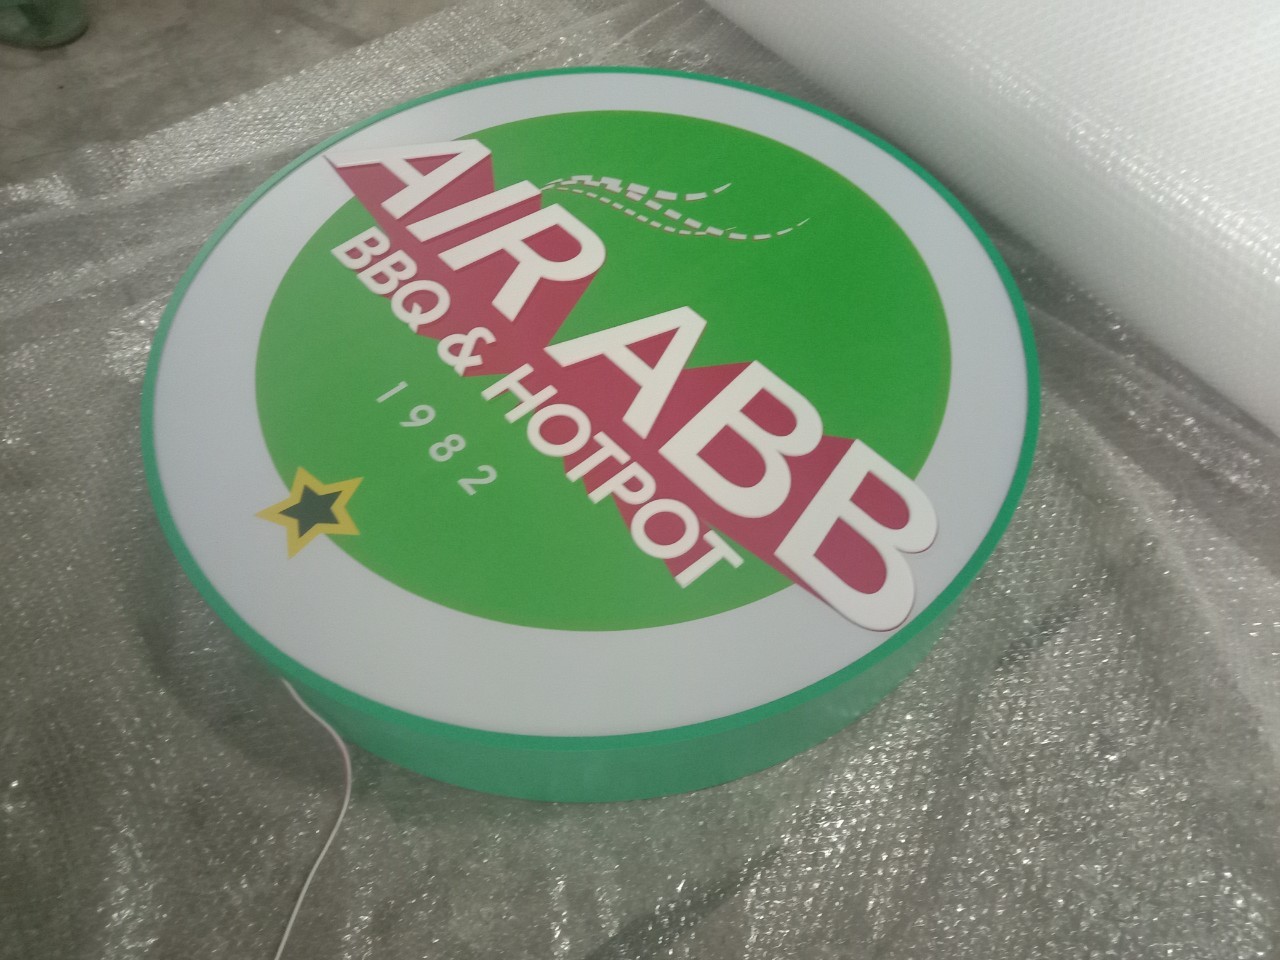 AIR ABB
BBQ & HOTPOT
1982